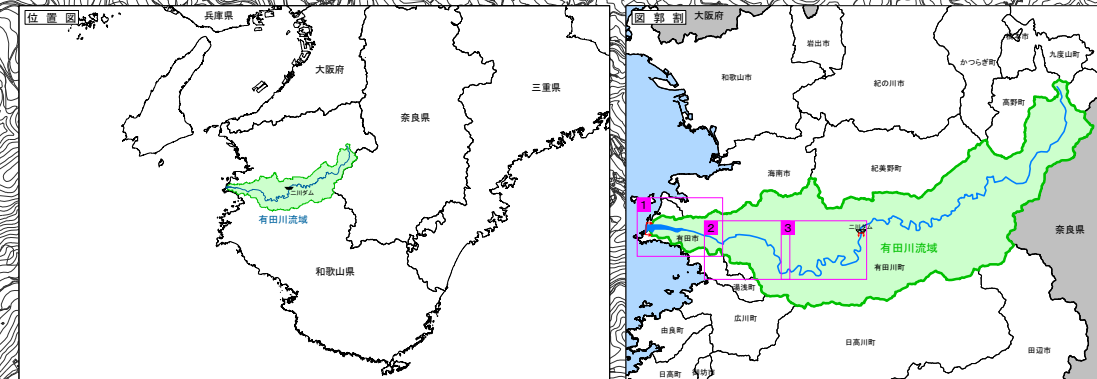 位置図
兵庫県
大阪府
三重県
奈良県
二川ダム
有田川流域
和歌山県
図郭割
大阪府
岩出市
九度山町
かつらぎ町
和歌山市
紀の川市
高野町
海南市
紀美野町
1
2
3
有田市
二川ダム
奈良県
有田川流域
有田川町
湯浅町
広川町
由良町
日高川町
田辺市
日高町
御坊市